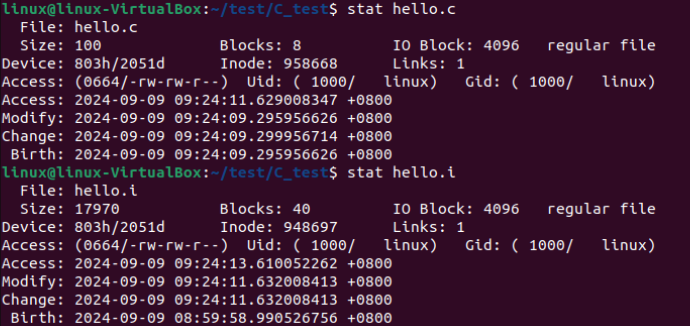 linux@linux-VirtualBox:~/test/C_test$ stat hello.c
  File: hello.c
  Size: 100             Blocks: 8          IO Block: 4096   regular file
Device: 803h/2051d      Inode: 958668      Links: 1
Access: (0664/-rw-rw-r--)  Uid: ( 1000/   linux)   Gid: ( 1000/   linux)
Access: 2024-09-09 09:24:11.629008347 +0800
Modify: 2024-09-09 09:24:09.295956626 +0800
Change: 2024-09-09 09:24:09.299956714 +0800
 Birth: 2024-09-09 09:24:09.295956626 +0800
linux@linux-VirtualBox:~/test/C_test$ stat hello.i
  File: hello.i
  Size: 17970           Blocks: 40         IO Block: 4096   regular file
Device: 803h/2051d      Inode: 948697      Links: 1
Access: (0664/-rw-rw-r--)  Uid: ( 1000/   linux)   Gid: ( 1000/   linux)
Access: 2024-09-09 09:24:13.610052262 +0800
Modify: 2024-09-09 09:24:11.632008413 +0800
Change: 2024-09-09 09:24:11.632008413 +0800
 Birth: 2024-09-09 08:59:58.990526756 +0800